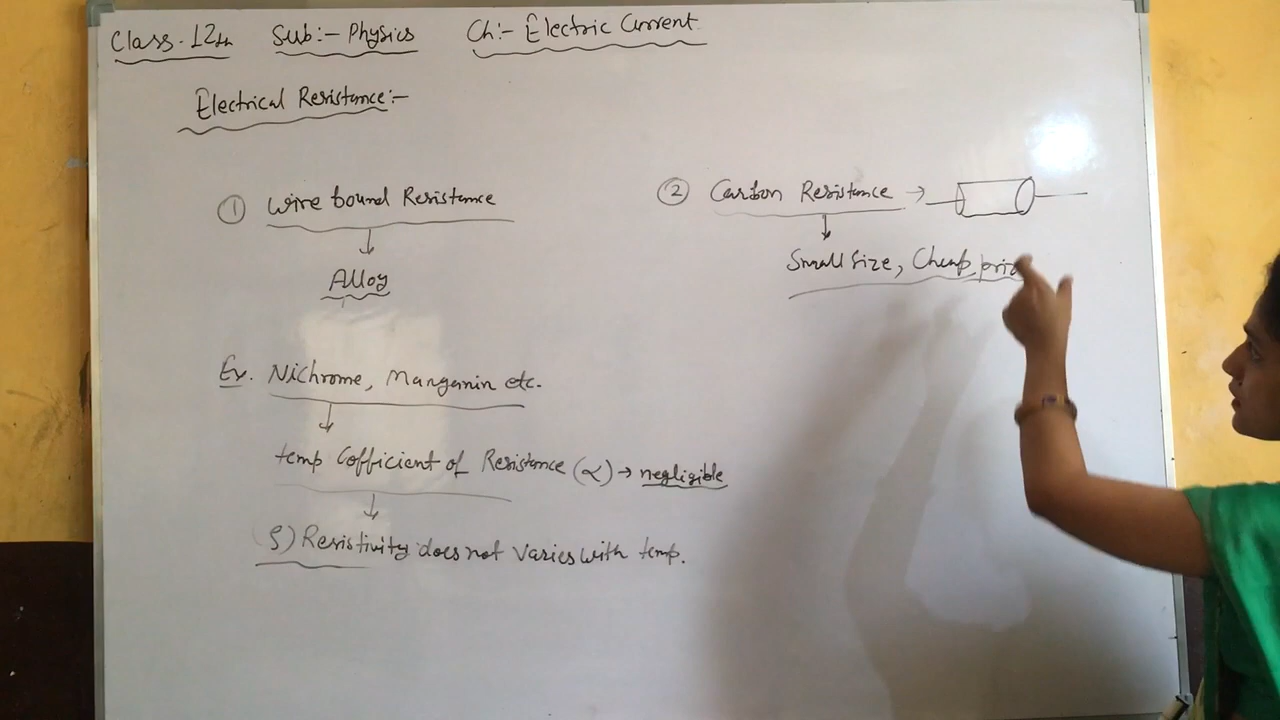 Class. 12th Sub:- Physics Ch:- Electric Current
Electrical Resistance:-
① Wire bound Resistance
Alloy
Ex. Nichrome, Manganin etc.
temp Cofficient of Resistance (α) → negligible
ρ) Resistivity does not varies with temp.
② Carbon Resistance →
Small size, Cheap